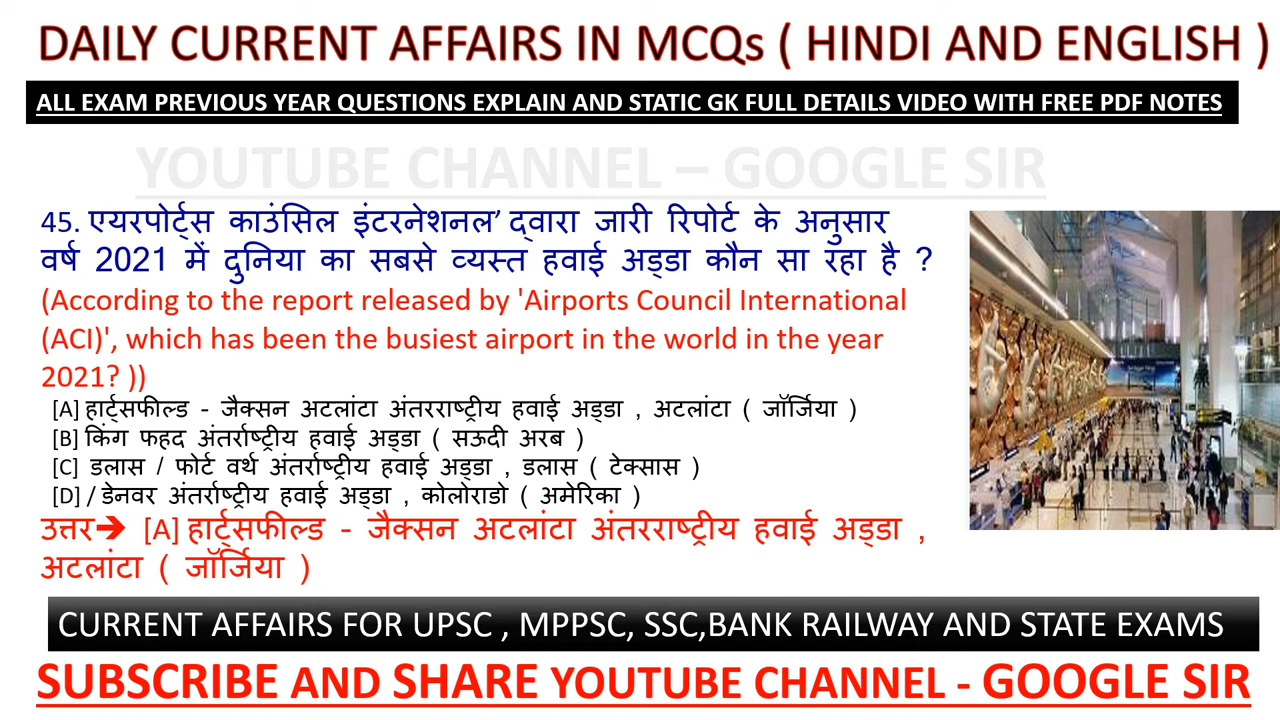 DAILY CURRENT AFFAIRS IN MCQs ( HINDI AND ENGLISH )
ALL EXAM PREVIOUS YEAR QUESTIONS EXPLAIN AND STATIC GK FULL DETAILS VIDEO WITH FREE PDF NOTES
YOUTUBE CHANNEL – GOOGLE SIR
45. एयरपोर्ट्स काउंसिल इंटरनेशनल’ द्वारा जारी रिपोर्ट के अनुसार
वर्ष 2021 में दुनिया का सबसे व्यस्त हवाई अड्डा कौन सा रहा है ?
(According to the report released by 'Airports Council International
(ACI)', which has been the busiest airport in the world in the year
2021? ))
[A] हार्ट्सफील्ड - जैक्सन अटलांटा अंतरराष्ट्रीय हवाई अड्डा , अटलांटा ( जॉर्जिया )
[B] किंग फहद अंतर्राष्ट्रीय हवाई अड्डा ( सऊदी अरब )
[C] डलास / फोर्ट वर्थ अंतर्राष्ट्रीय हवाई अड्डा , डलास ( टेक्सास )
[D] / डेनवर अंतर्राष्ट्रीय हवाई अड्डा , कोलोराडो ( अमेरिका )
उत्तर➔ [A] हार्ट्सफील्ड - जैक्सन अटलांटा अंतरराष्ट्रीय हवाई अड्डा ,
अटलांटा ( जॉर्जिया )
CURRENT AFFAIRS FOR UPSC , MPPSC, SSC,BANK RAILWAY AND STATE EXAMS
SUBSCRIBE AND SHARE YOUTUBE CHANNEL - GOOGLE SIR